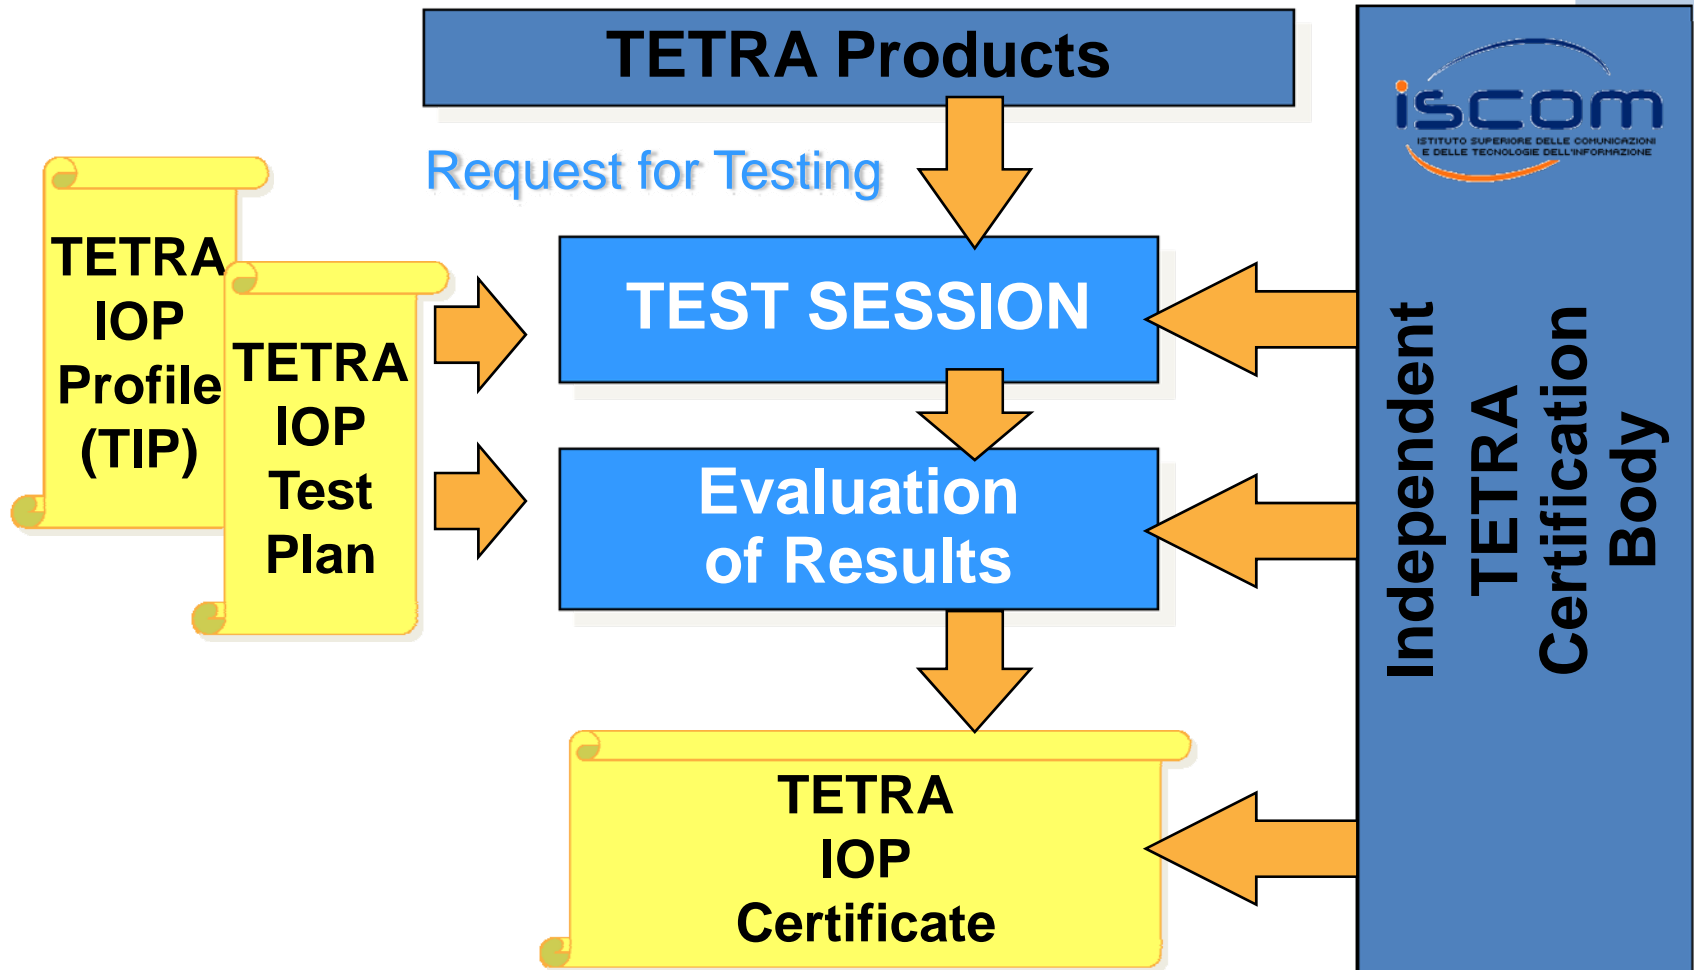 TETRA Products
iscom
ISTITUTO SUPERIORE DELLE COMUNICAZIONI
E DELLE TECNOLOGIE DELL'INFORMAZIONE
Request for Testing
TETRA
IOP
Profile
(TIP)
TETRA
IOP
Test
Plan
TEST SESSION
Evaluation
of Results
TETRA
IOP
Certificate
Independent
TETRA
Certification
Body